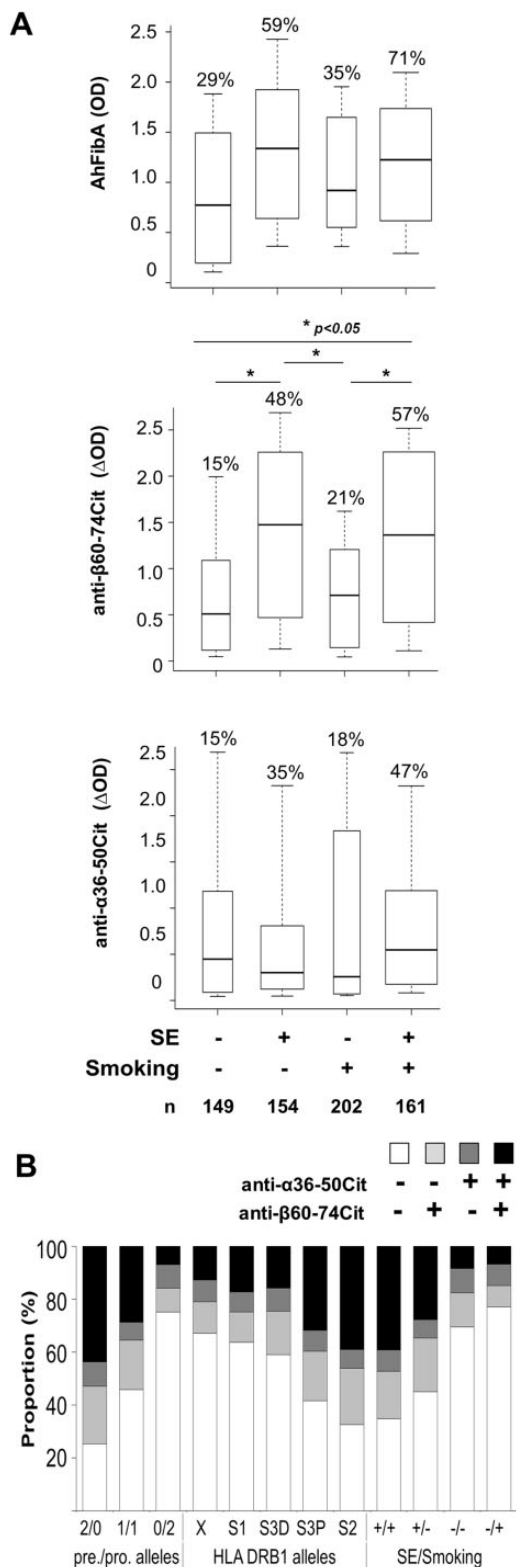 A
29%
59%
35%
71%
AhFibA (OD)
2.5
2.0
1.5
1.0
0.5
0
* p<0.05
*
*
*
15%
48%
21%
57%
anti-β60-74Cit (ΔOD)
2.5
2.0
1.5
1.0
0.5
0
15%
35%
18%
47%
anti-α36-50Cit (ΔOD)
2.5
2.0
1.5
1.0
0.5
0
SE - + - +
Smoking - - + +
n 149 154 202 161
B
anti-α36-50Cit - - + +
anti-β60-74Cit - + - +
Proportion (%)
100
80
60
40
20
2/0 1/1 0/2 X S1 S3D S3P S2 +/+ +/- -/- -/+
pre./pro. alleles HLA DRB1 alleles SE/Smoking